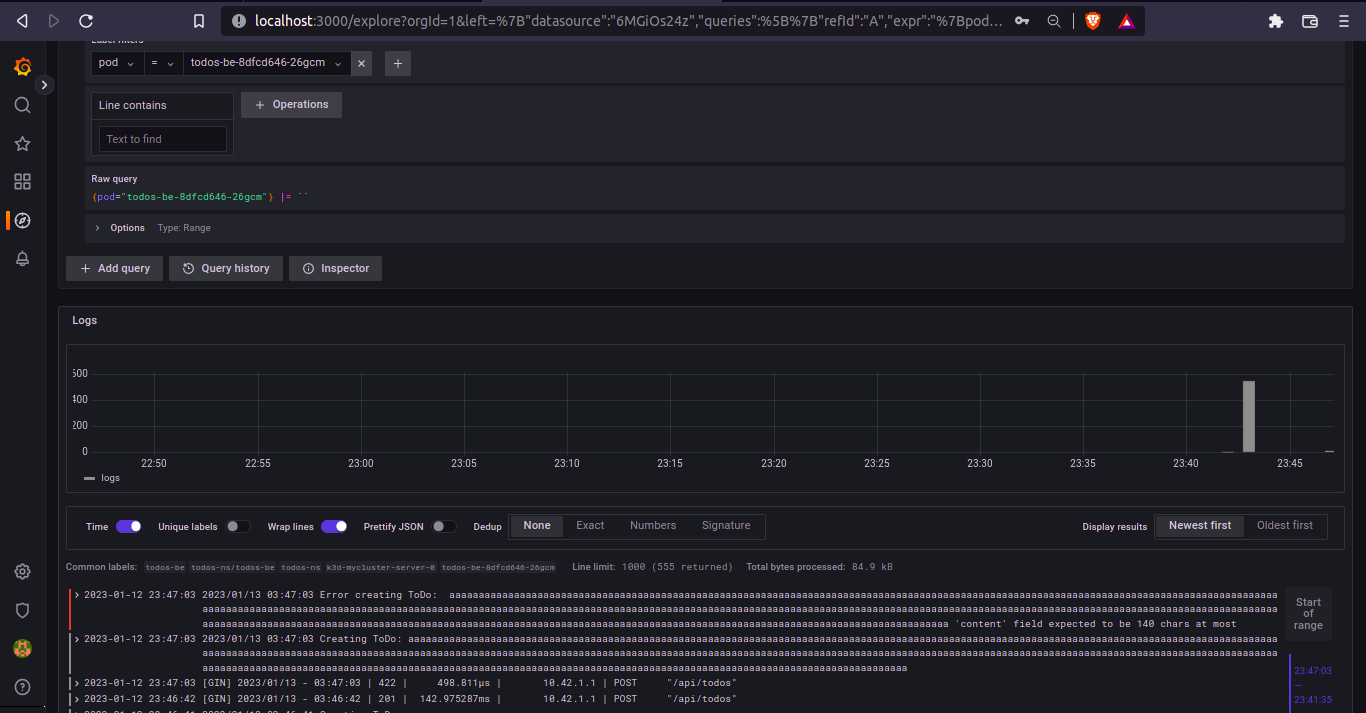 localhost:3000/explore?orgId=1&left=%7B"datasource":"6MGiOs24z","queries":%5B%7B"refId":"A","expr":"%7Bpod...
Label filters
pod = todos-be-8dfcd646-26gcm
Line contains
Operations
Text to find
Raw query
{pod="todos-be-8dfcd646-26gcm"} |= ``
Options Type: Range
Add query Query history Inspector
Logs
600
400
200
0
22:50 22:55 23:00 23:05 23:10 23:15 23:20 23:25 23:30 23:35 23:40 23:45
logs
Time Unique labels Wrap lines Prettify JSON Dedup None Exact Numbers Signature Display results Newest first Oldest first
Common labels: todos-be todos-ns/todos-be todos-ns k3d-mycluster-server-0 todos-be-8dfcd646-26gcm Line limit: 1000 (555 returned) Total bytes processed: 84.9 kB
2023-01-12 23:47:03 2023/01/13 03:47:03 Error creating ToDo:
'content' field expected to be 140 chars at most
2023-01-12 23:47:03 2023/01/13 03:47:03 Creating ToDo:
2023-01-12 23:47:03 [GIN] 2023/01/13 - 03:47:03 | 422 | 498.811µs | 10.42.1.1 | POST "/api/todos"
2023-01-12 23:46:42 [GIN] 2023/01/13 - 03:46:42 | 201 | 142.975287ms | 10.42.1.1 | POST "/api/todos"
Start
of
range
23:47:03
—
23:41:35